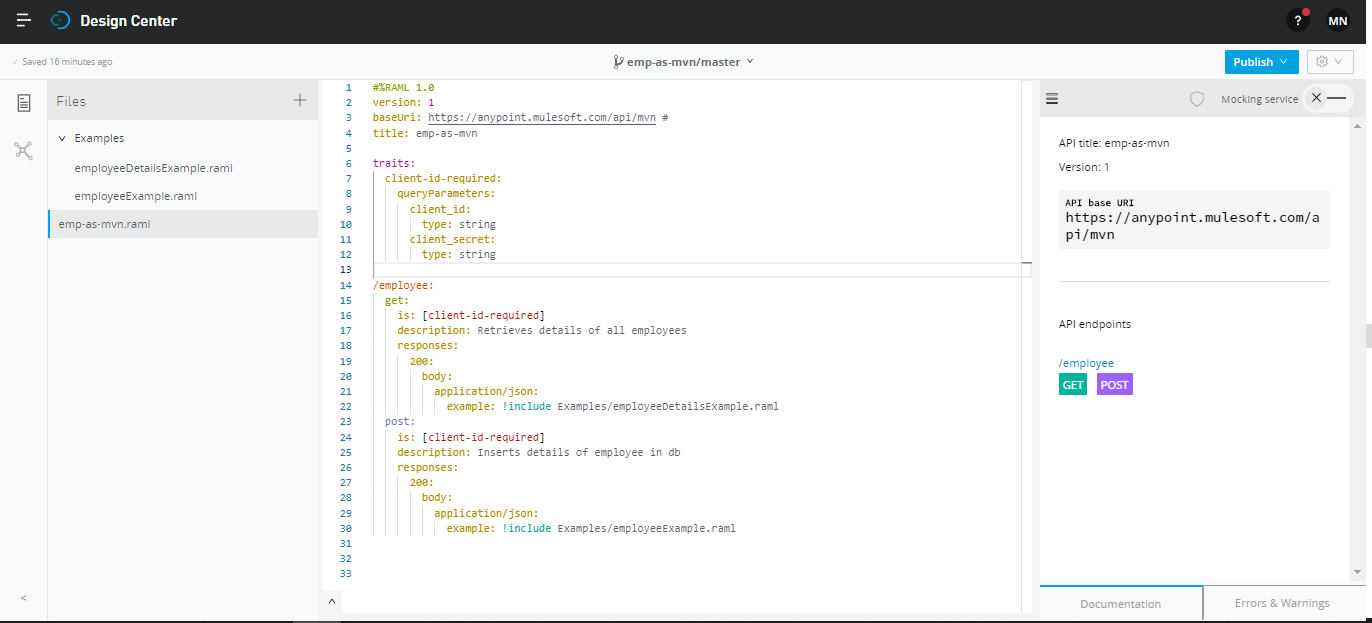 Design Center
?
MN
✓ Saved 16 minutes ago
emp-as-mvn/master
Publish
Files
Examples
employeeDetailsExample.raml
employeeExample.raml
emp-as-mvn.raml
1 #%RAML 1.0
2 version: 1
3 baseUri: https://anypoint.mulesoft.com/api/mvn #
4 title: emp-as-mvn
5
6 traits:
7   client-id-required:
8     queryParameters:
9       client_id:
10         type: string
11       client_secret:
12         type: string
13
14 /employee:
15   get:
16     is: [client-id-required]
17     description: Retrieves details of all employees
18     responses:
19       200:
20         body:
21           application/json:
22             example: !include Examples/employeeDetailsExample.raml
23   post:
24     is: [client-id-required]
25     description: Inserts details of employee in db
26     responses:
27       200:
28         body:
29           application/json:
30             example: !include Examples/employeeExample.raml
31
32
33
Mocking service
API title: emp-as-mvn
Version: 1
API base URI
https://anypoint.mulesoft.com/a
pi/mvn
API endpoints
/employee
GET POST
Documentation
Errors & Warnings